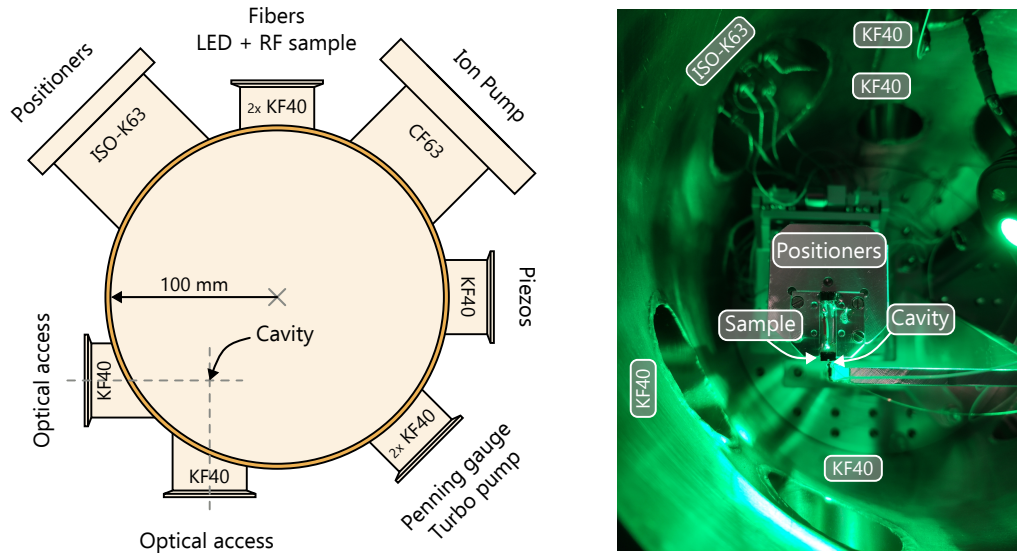 Fibers
LED + RF sample
Positioners
Ion Pump
2x KF40
ISO-K63
CF63
100 mm
KF40
Piezos
Cavity
Optical access
KF40
2x KF40
KF40
Penning gauge
Turbo pump
Optical access
ISO-K63
KF40
KF40
Positioners
Sample
Cavity
KF40
KF40